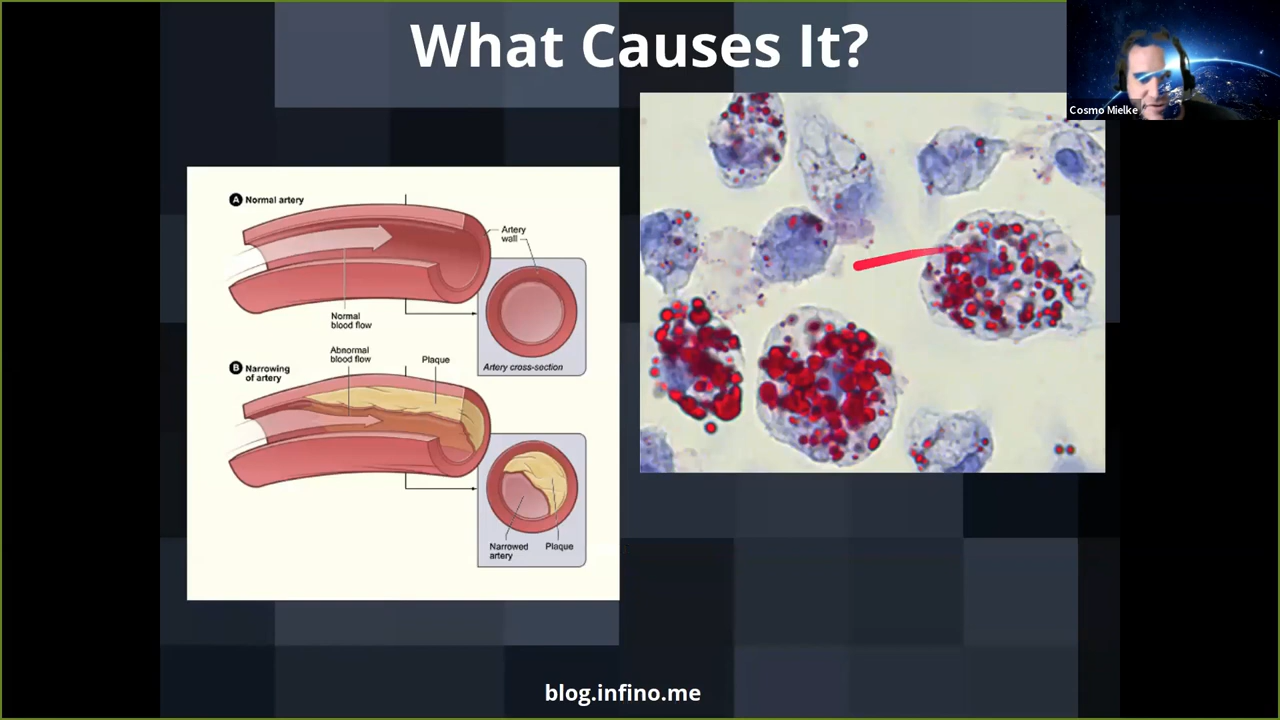 What Causes It?
Cosmo Mielke
A Normal artery
Artery
wall
Normal
blood flow
Artery cross-section
Abnormal
blood flow
Plaque
B Narrowing
of artery
Narrowed
artery
Plaque
blog.infino.me